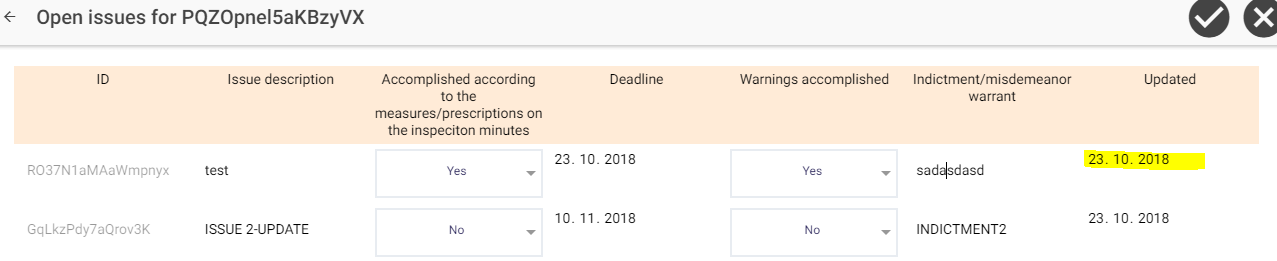 Open issues for PQZOpnel5aKBzyVX
ID Issue description Accomplished according Deadline Warnings accomplished Indictment/misdemeanor Updated
to the warrant
measures/prescriptions on
the inspeciton minutes
RO37N1aMAaWmpnyx test Yes 23. 10. 2018 Yes sadasdasd 23. 10. 2018
GqLkzPdy7aQrov3K ISSUE 2-UPDATE No 10. 11. 2018 No INDICTMENT2 23. 10. 2018